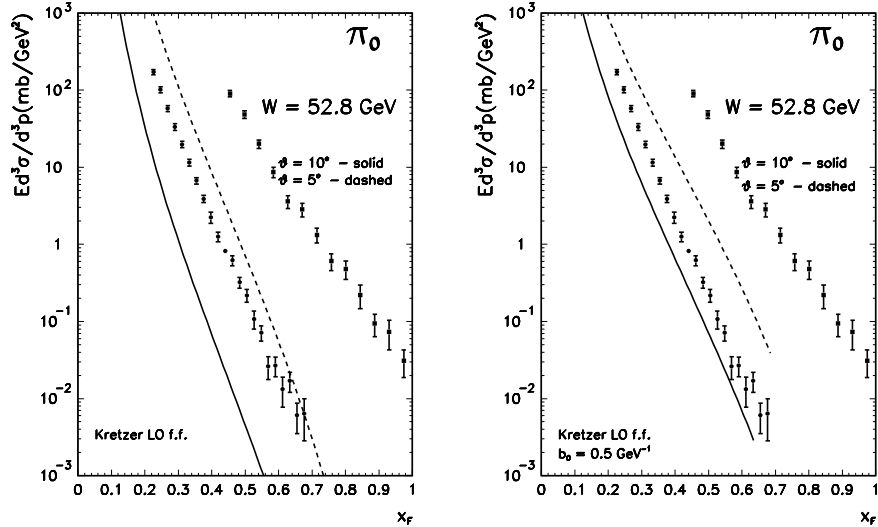 Ed³σ/d³p(mb/GeV²)
10³
10²
10
1
10⁻¹
10⁻²
10⁻³
π₀
W = 52.8 GeV
ϑ = 10° – solid
ϑ = 5° – dashed
Kretzer LO f.f.
0 0.1 0.2 0.3 0.4 0.5 0.6 0.7 0.8 0.9 1
x_F
Ed³σ/d³p(mb/GeV²)
10³
10²
10
1
10⁻¹
10⁻²
10⁻³
π₀
W = 52.8 GeV
ϑ = 10° – solid
ϑ = 5° – dashed
Kretzer LO f.f.
b₀ = 0.5 GeV⁻¹
0 0.1 0.2 0.3 0.4 0.5 0.6 0.7 0.8 0.9 1
x_F